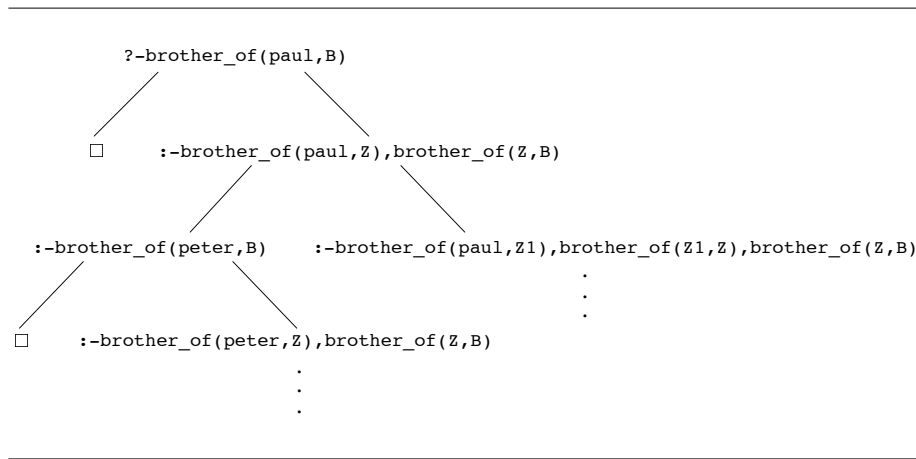 ?-brother_of(paul,B)
:-brother_of(paul,Z),brother_of(Z,B)
:-brother_of(peter,B) :-brother_of(paul,Z1),brother_of(Z1,Z),brother_of(Z,B)
.
.
.
:-brother_of(peter,Z),brother_of(Z,B)
.
.
.